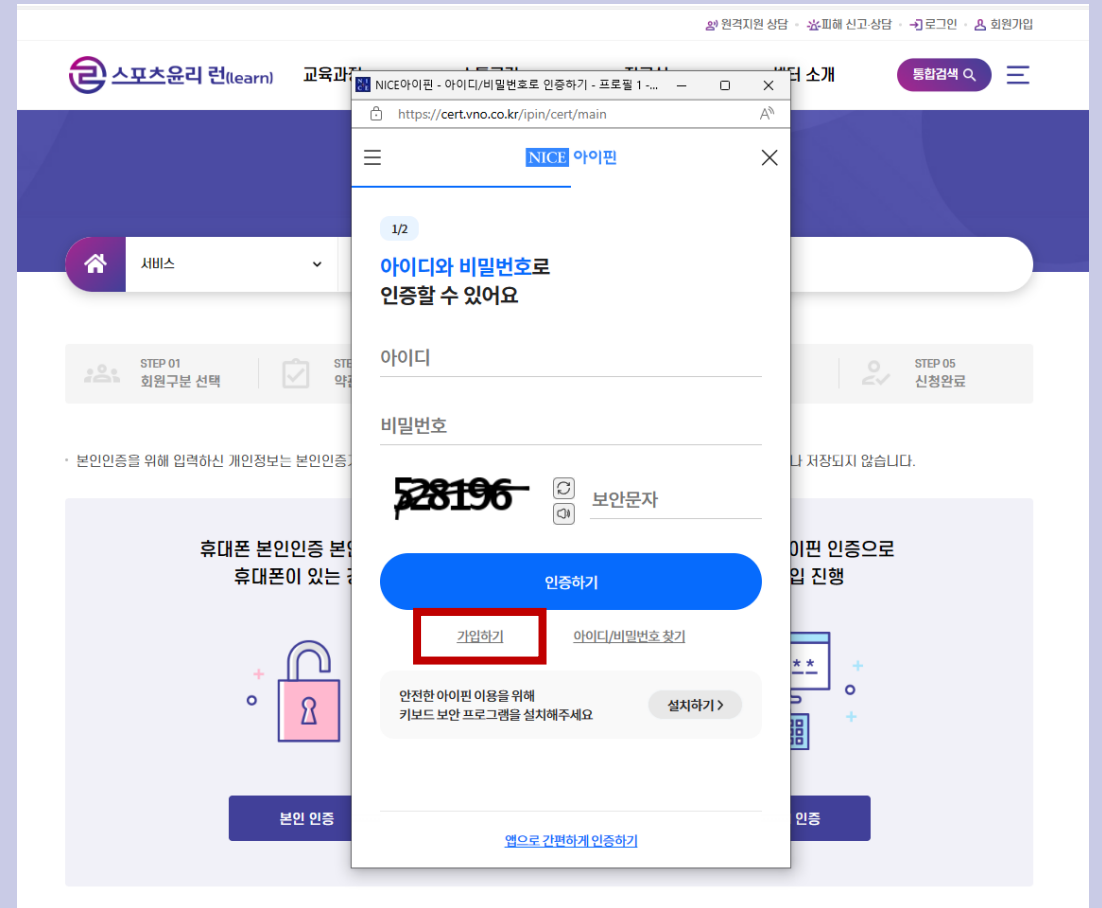 원격지원 상담 · 피해 신고·상담 · 로그인 · 회원가입
스포츠윤리 런(learn)
교육과
터 소개
통합검색
NICE아이핀 - 아이디/비밀번호로 인증하기 - 프로필 1 -...
https://cert.vno.co.kr/ipin/cert/main
NICE 아이핀
1/2
아이디와 비밀번호로
인증할 수 있어요
서비스
아이디
STEP 01
회원구분 선택
STEP 05
신청완료
비밀번호
· 본인인증을 위해 입력하신 개인정보는 본인인증
나 저장되지 않습니다.
528196
보안문자
휴대폰 본인인증 본
휴대폰이 있는
이핀 인증으로
입 진행
인증하기
가입하기
아이디/비밀번호 찾기
**
안전한 아이핀 이용을 위해
키보드 보안 프로그램을 설치해주세요
설치하기
본인 인증
인증
앱으로 간편하게 인증하기